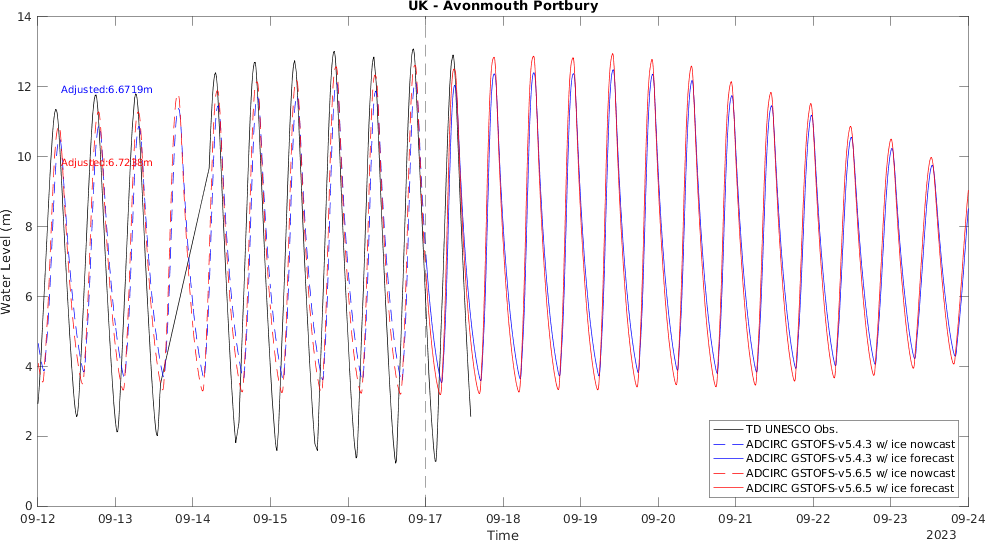 UK - Avonmouth Portbury
14
12
10
8
6
4
2
0
Water Level (m)
Adjusted:6.6719m
Adjusted:6.7238m
TD UNESCO Obs.
ADCIRC GSTOFS-v5.4.3 w/ ice nowcast
ADCIRC GSTOFS-v5.4.3 w/ ice forecast
ADCIRC GSTOFS-v5.6.5 w/ ice nowcast
ADCIRC GSTOFS-v5.6.5 w/ ice forecast
09-12 09-13 09-14 09-15 09-16 09-17 09-18 09-19 09-20 09-21 09-22 09-23 09-24
Time
2023